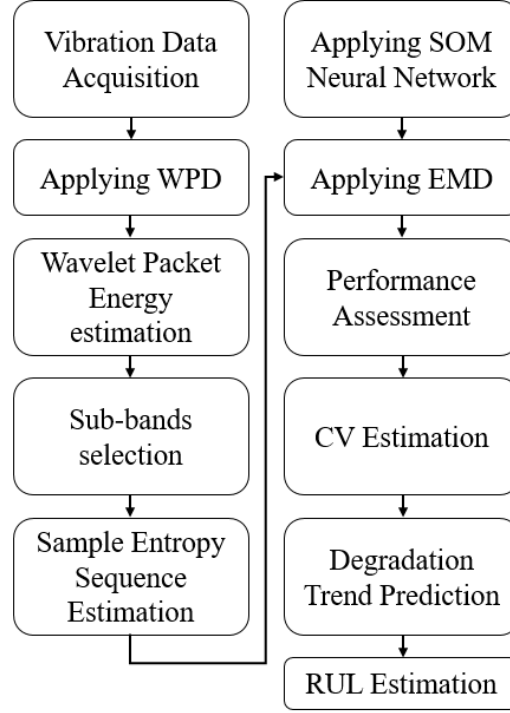 Vibration Data
Acquisition
Applying WPD
Wavelet Packet
Energy
estimation
Sub-bands
selection
Sample Entropy
Sequence
Estimation
Applying SOM
Neural Network
Applying EMD
Performance
Assessment
CV Estimation
Degradation
Trend Prediction
RUL Estimation